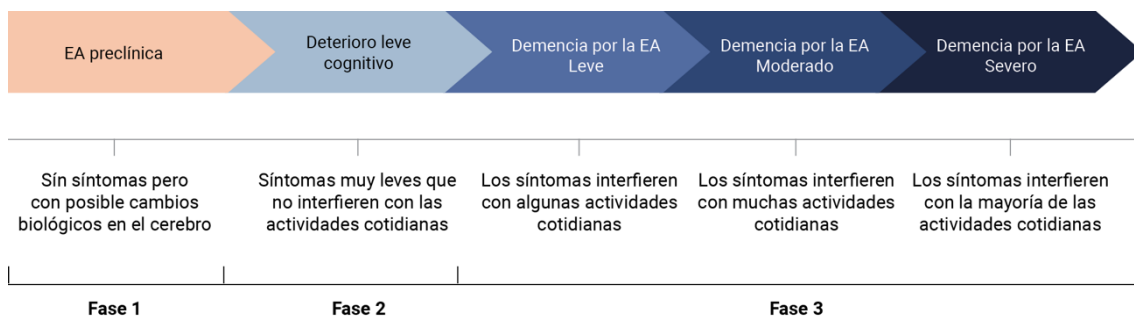 EA preclínica
Deterioro leve
cognitivo
Demencia por la EA
Leve
Demencia por la EA
Moderado
Demencia por la EA
Severo
Sín síntomas pero
con posible cambios
biológicos en el cerebro
Síntomas muy leves que
no interfieren con las
actividades cotidianas
Los síntomas interfieren
con algunas actividades
cotidianas
Los síntomas interfieren
con muchas actividades
cotidianas
Los síntomas interfieren
con la mayoría de las
actividades cotidianas
Fase 1
Fase 2
Fase 3